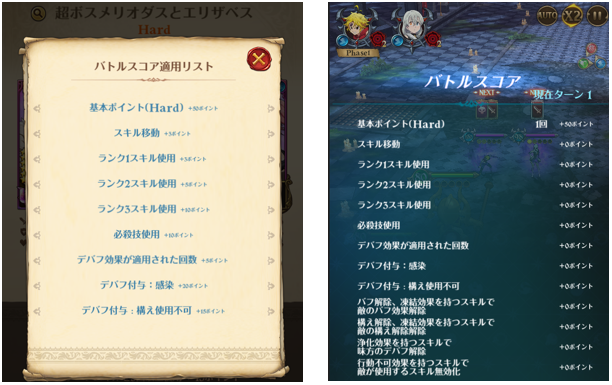 超ボスメリオダスとエリザベス
Hard
バトルスコア適用リスト
基本ポイント(Hard) +50ポイント
スキル移動 +3ポイント
ランク1スキル使用 +3ポイント
ランク2スキル使用 +5ポイント
ランク3スキル使用 +10ポイント
必殺技使用 +10ポイント
デバフ効果が適用された回数 +5ポイント
デバフ付与：感染 +20ポイント
デバフ付与：構え使用不可 +15ポイント
AUTO X2
2 2
Phase1
バトルスコア
NEXT
現在ターン 1
基本ポイント(Hard) 1回 +50ポイント
スキル移動 +0ポイント
ランク1スキル使用 +0ポイント
ランク2スキル使用 +0ポイント
ランク3スキル使用 +0ポイント
必殺技使用 +0ポイント
デバフ効果が適用された回数 +0ポイント
デバフ付与：感染 +0ポイント
デバフ付与：構え使用不可 +0ポイント
バフ解除、凍結効果を持つスキルで
敵のバフ効果解除 +0ポイント
構え解除、凍結効果を持つスキルで
敵の構え効果解除 +0ポイント
浄化効果を持つスキルで
味方のデバフ解除 +0ポイント
行動不可効果を持つスキルで
敵が使用するスキル無効化 +0ポイント